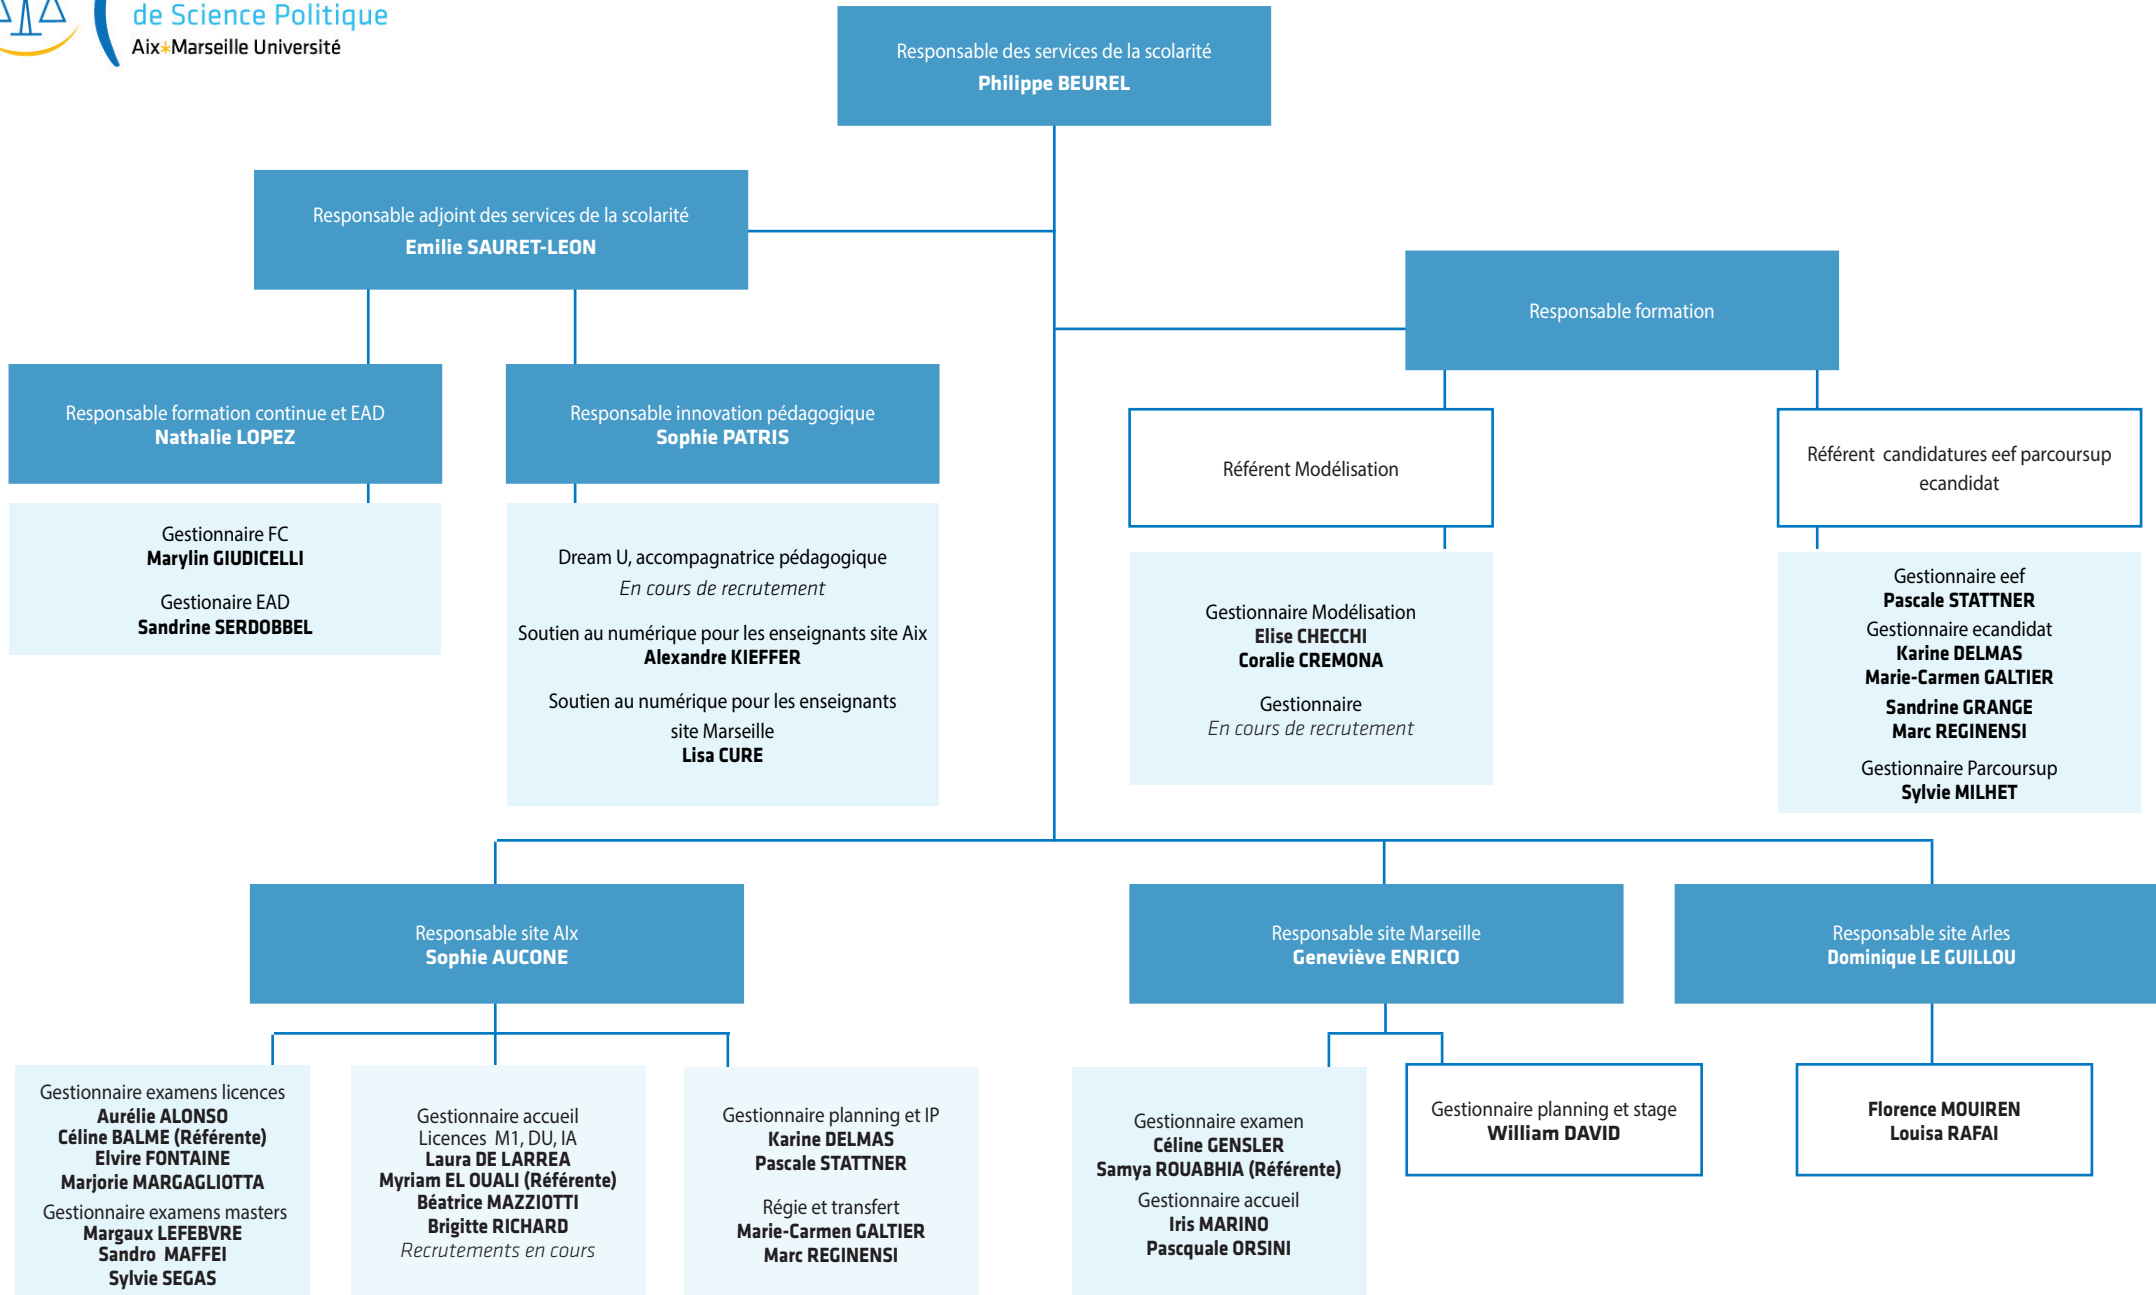 de Science Politique
Aix*Marseille Université
Responsable des services de la scolarité
Philippe BEUREL
Responsable adjoint des services de la scolarité
Emilie SAURET-LEON
Responsable formation
Responsable formation continue et EAD
Nathalie LOPEZ
Responsable innovation pédagogique
Sophie PATRIS
Référent Modélisation
Référent candidatures eef parcoursup
ecandidat
Gestionnaire FC
Marylin GIUDICELLI
Gestionaire EAD
Sandrine SERDOBBEL
Dream U, accompagnatrice pédagogique
En cours de recrutement
Soutien au numérique pour les enseignants site Aix
Alexandre KIEFFER
Soutien au numérique pour les enseignants
site Marseille
Lisa CURE
Gestionnaire Modélisation
Elise CHECCHI
Coralie CREMONA
Gestionnaire
En cours de recrutement
Gestionnaire eef
Pascale STATTNER
Gestionnaire ecandidat
Karine DELMAS
Marie-Carmen GALTIER
Sandrine GRANGE
Marc REGINENSI
Gestionnaire Parcoursup
Sylvie MILHET
Responsable site AIx
Sophie AUCONE
Responsable site Marseille
Geneviève ENRICO
Responsable site Arles
Dominique LE GUILLOU
Gestionnaire examens licences
Aurélie ALONSO
Céline BALME (Référente)
Elvire FONTAINE
Marjorie MARGAGLIOTTA
Gestionnaire examens masters
Margaux LEFEBVRE
Sandro MAFFEI
Sylvie SEGAS
Gestionnaire accueil
Licences M1, DU, IA
Laura DE LARREA
Myriam EL OUALI (Référente)
Béatrice MAZZIOTTI
Brigitte RICHARD
Recrutements en cours
Gestionnaire planning et IP
Karine DELMAS
Pascale STATTNER
Régie et transfert
Marie-Carmen GALTIER
Marc REGINENSI
Gestionnaire examen
Céline GENSLER
Samya ROUABHIA (Référente)
Gestionnaire accueil
Iris MARINO
Pascquale ORSINI
Gestionnaire planning et stage
William DAVID
Florence MOUIREN
Louisa RAFAI